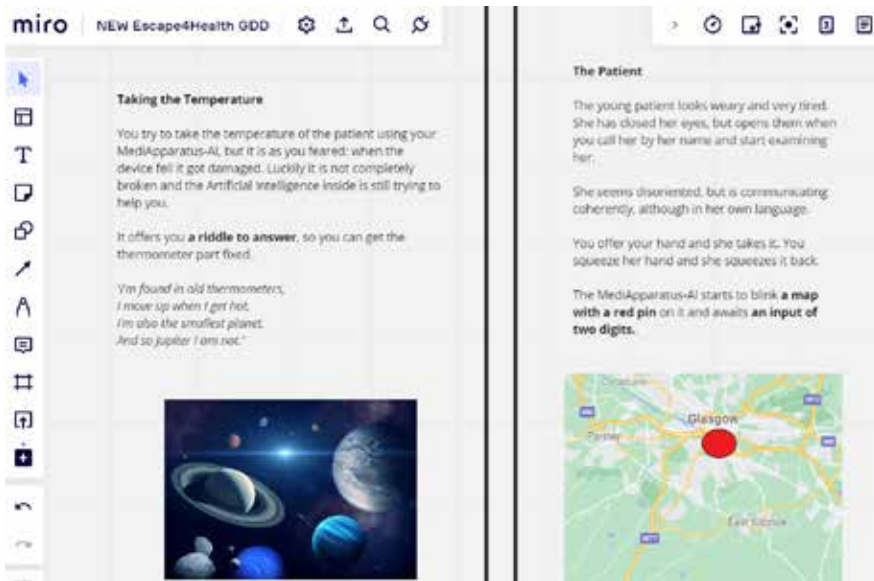 miro
NEW Escape4Health GDD
Taking the Temperature
You try to take the temperature of the patient using your
MediApparatus-AI, but it is as you feared: when the
device fell it got damaged. Luckily it is not completely
broken and the Artificial Intelligence inside is still trying to
help you.
It offers you a riddle to answer, so you can get the
thermometer part fixed.
'I'm found in old thermometers,
I move up when I get hot,
I'm also the smallest planet,
And so Jupiter I am not.'
The Patient
The young patient looks weary and very tired.
She has closed her eyes, but opens them when
you call her by her name and start examining
her.
She seems disoriented, but is communicating
coherently, although in her own language.
You offer your hand and she takes it. You
squeeze her hand and she squeezes it back.
The MediApparatus-AI starts to blink a map
with a red pin on it and awaits an input of
two digits.
Glasgow
Paisley
East Kilbride